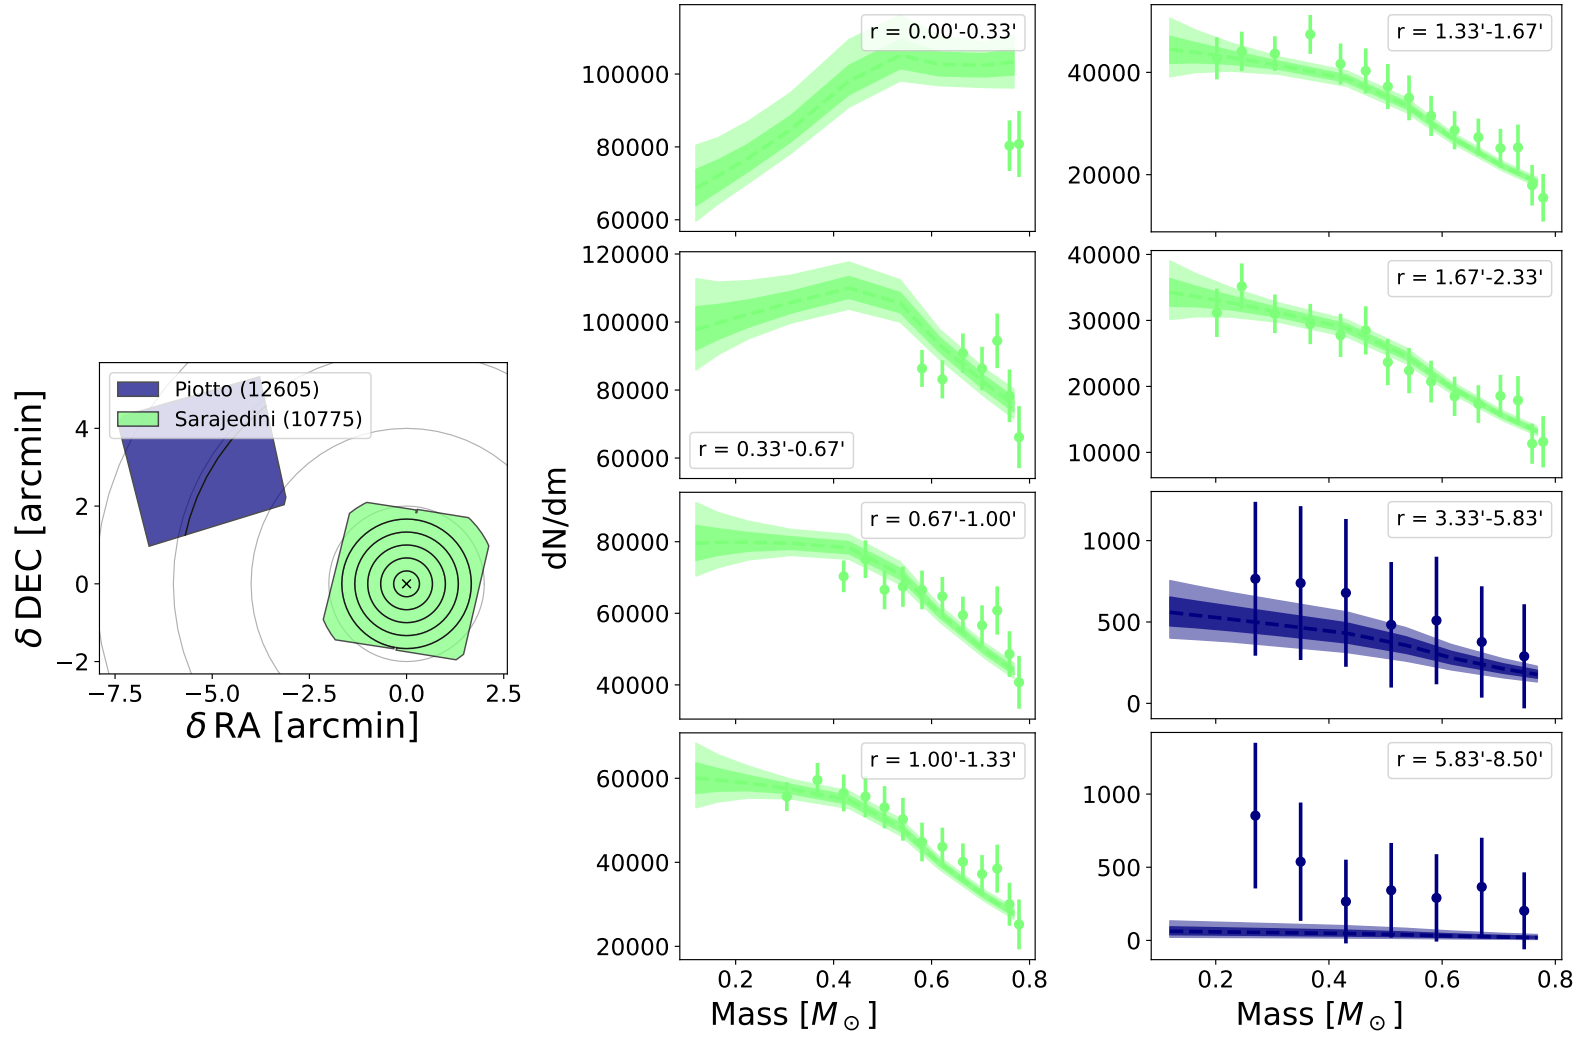 Piotto (12605)
Sarajedini (10775)
4
2
0
−2
−7.5
−5.0
−2.5
0.0
2.5
δ RA [arcmin]
δ DEC [arcmin]
dN/dm
r = 0.00'-0.33'
100000
80000
60000
r = 0.33'-0.67'
120000
100000
80000
60000
r = 0.67'-1.00'
80000
60000
40000
r = 1.00'-1.33'
60000
40000
20000
0.2
0.4
0.6
0.8
Mass [M⊙]
r = 1.33'-1.67'
40000
20000
r = 1.67'-2.33'
40000
30000
20000
10000
r = 3.33'-5.83'
1000
500
0
r = 5.83'-8.50'
1000
500
0
0.2
0.4
0.6
0.8
Mass [M⊙]